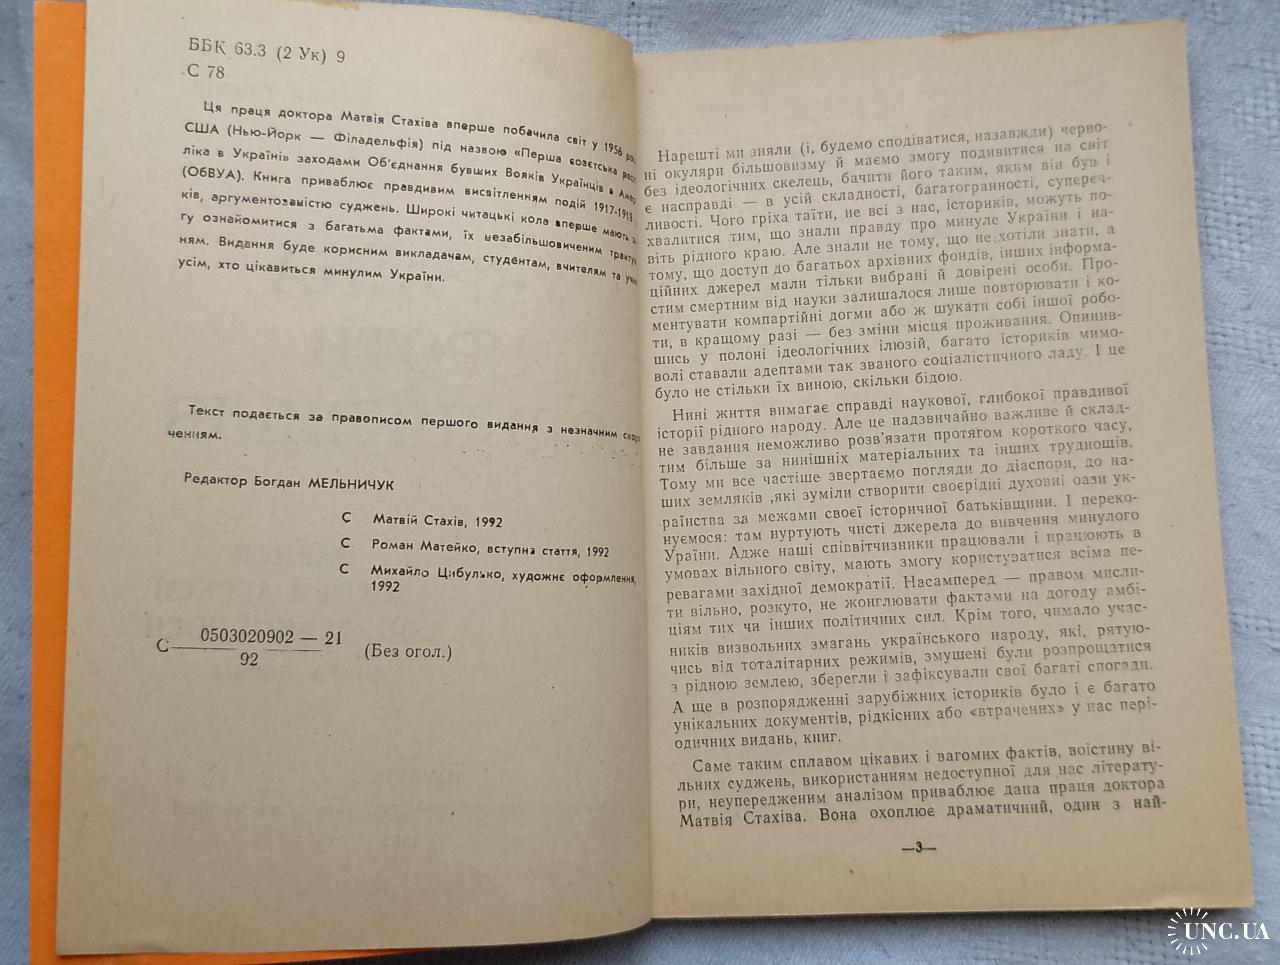 ББК 63.3 (2 Ук) 9
С 78
Ця праця доктора Матвія Стахіва вперше побачила світ у 1956 році
США (Нью-Йорк — Філадельфія) під назвою «Перша совєтська рес
ліка в Україні» заходами Об'єднання бувших Вояків Українців в Амер
(ОбВУА). Книга приваблює правдивим висвітленням подій 1917-1918
ків, аргументованістю суджень. Широкі читацькі кола вперше мають з
гу ознайомитися з багатьма фактами, їх незабільшовиченим тракту
ням. Видання буде корисним викладачам, студентам, вчителям та учн
усім, хто цікавиться минулим України.
Текст подається за правописом першого видання з незначним скор
ченням.
Редактор Богдан МЕЛЬНИЧУК
С Матвій Стахів, 1992
С Роман Матейко, вступна стаття, 1992
С Михайло Цибулько, художнє оформлення,
1992
С 0503020902 — 21
92 (Без огол.)
Нарешті ми зняли (і, будемо сподіватися, назавжди) черво-
ні окуляри більшовизму й маємо змогу подивитися на світ
без ідеологічних скелець, бачити його таким, яким він був і
є насправді — в усій складності, багатогранності, супереч-
ливості. Чого гріха таїти, не всі з нас, істориків, можуть по-
хвалитися тим, що знали правду про минуле України і на-
віть рідного краю. Але знали не тому, що не хотіли знати, а
тому, що доступ до багатьох архівних фондів, інших інформа-
ційних джерел мали тільки вибрані й довірені особи. Про-
стим смертним від науки залишалося лише повторювати і ко-
ментувати компартійні догми або ж шукати собі іншої робо-
ти, в кращому разі — без зміни місця проживання. Опинив-
шись у полоні ідеологічних ілюзій, багато істориків мимо-
волі ставали адептами так званого соціалістичного ладу. І це
було не стільки їх виною, скільки бідою.
Нині життя вимагає справді наукової, глибокої правдивої
історії рідного народу. Але це надзвичайно важливе й склад-
не завдання неможливо розв'язати протягом короткого часу,
тим більше за нинішніх матеріальних та інших труднощів.
Тому ми все частіше звертаємо погляди до діаспори, до на-
ших земляків ,які зуміли створити своєрідні духовні оази ук-
раїнства за межами своєї історичної батьківщини. І переко-
нуємося: там нуртують чисті джерела до вивчення минулого
Ураїни. Адже наші співвітчизники працювали і працюють в
умовах вільного світу, мають змогу користуватися всіма пе-
ревагами західної демократії. Насамперед — правом мисли-
ти вільно, розкуто, не жонглювати фактами на догоду амбі-
ціям тих чи інших політичних сил. Крім того, чимало учас-
ників визвольних змагань українського народу, які, рятую-
чись від тоталітарних режимів, змушені були розпрощатися
з рідною землею, зберегли і зафіксували свої багаті спогади.
А ще в розпорядженні зарубіжних істориків було і є багато
унікальних документів, рідкісних або «втрачених» у нас пері-
одичних видань, книг.
Саме таким сплавом цікавих і вагомих фактів, воістину ві-
льних суджень, використанням недоступної для нас літерату-
ри, неупередженим аналізом приваблює дана праця доктора
Матвія Стахіва. Вона охоплює драматичний, один з най-
—3—
UNC.UA